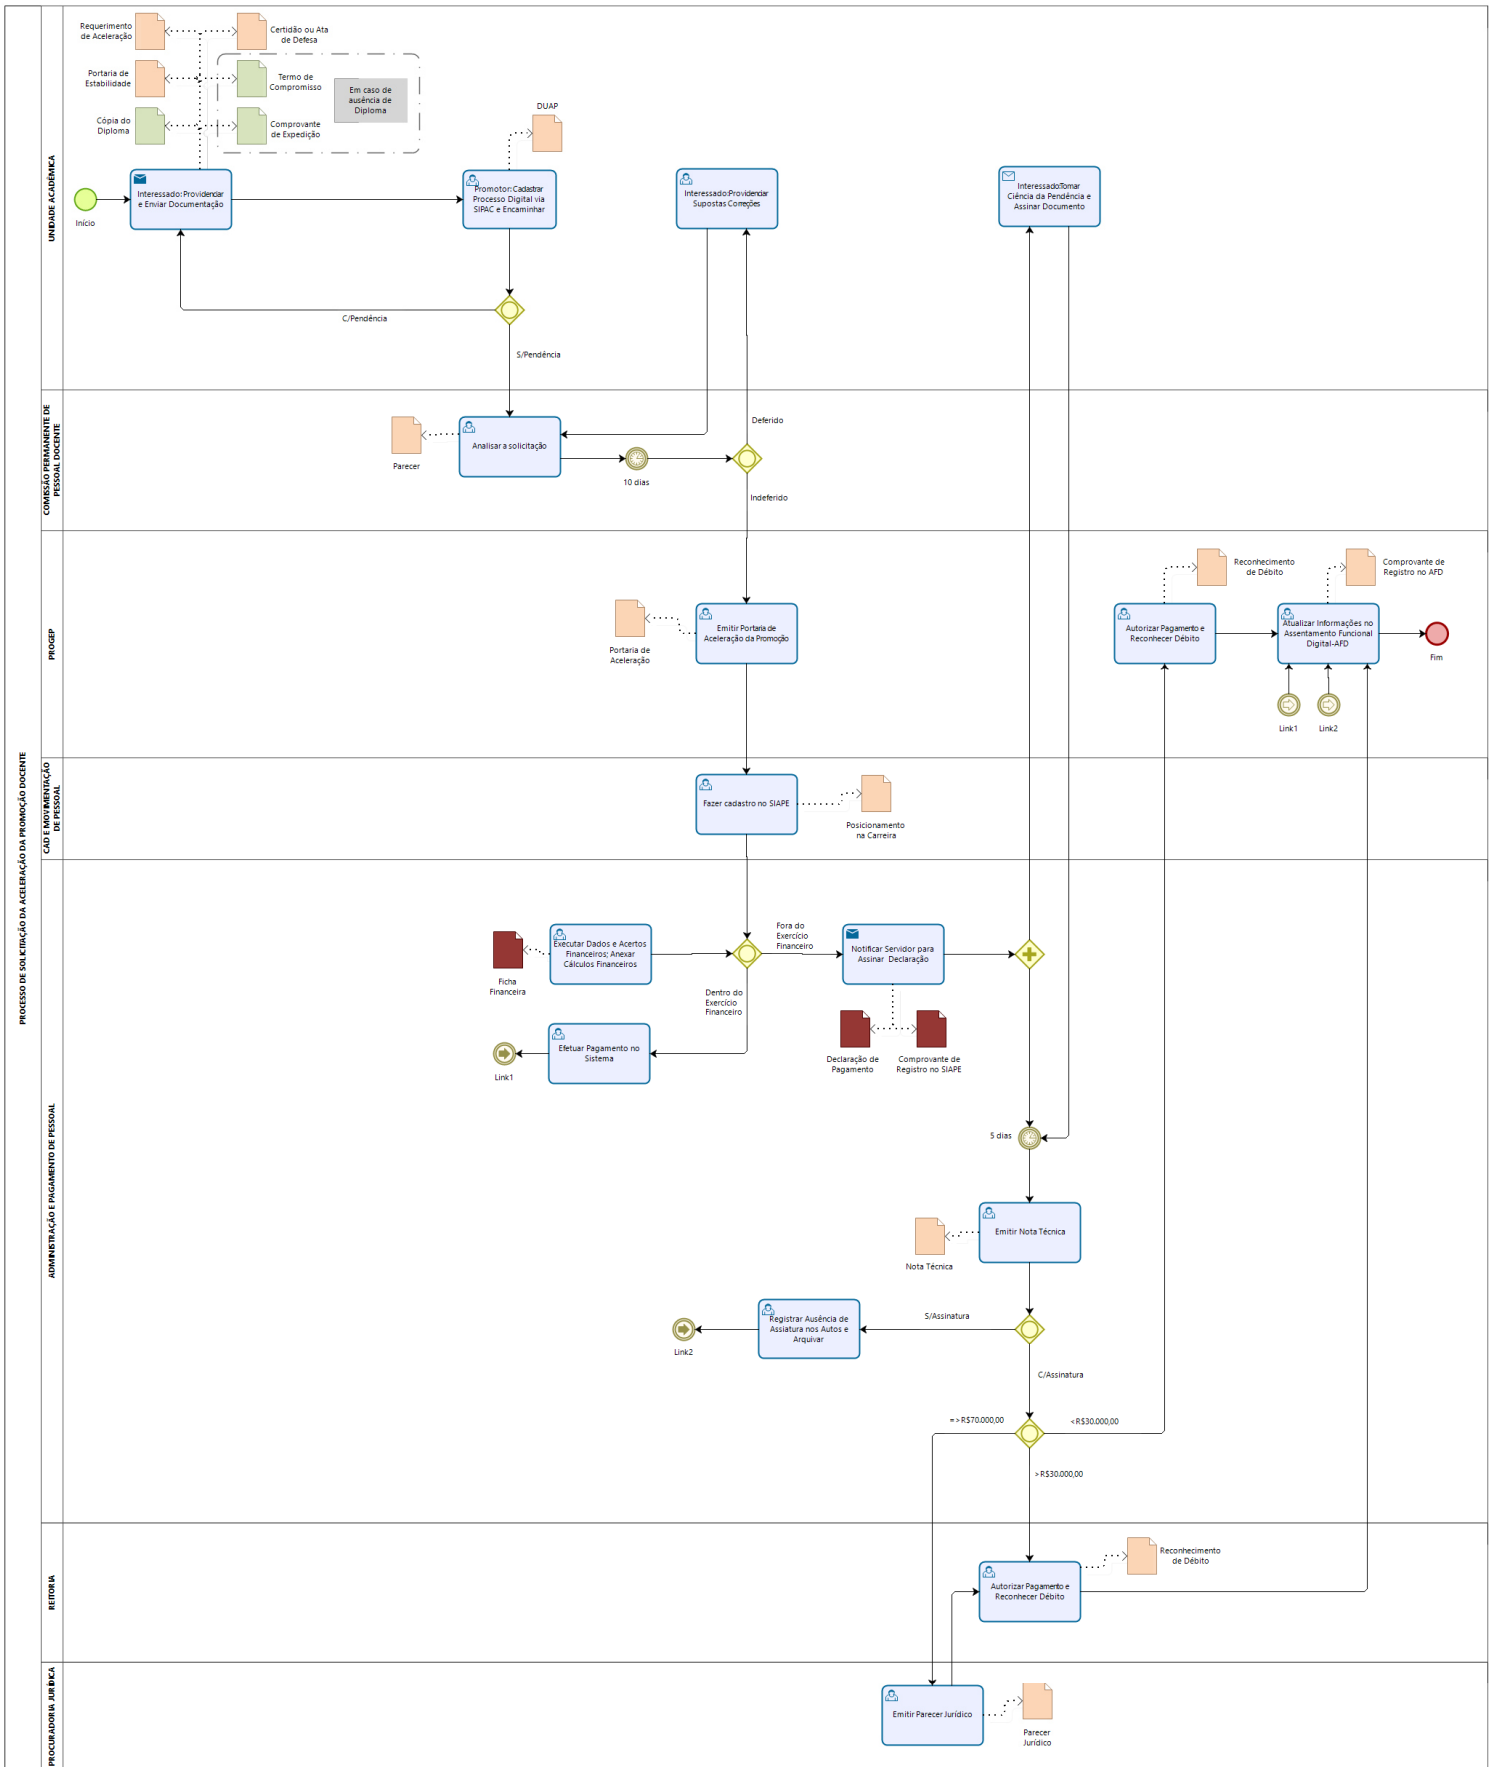 PROCESSO DE SOLICITAÇÃO DA ACELERAÇÃO DA PROMOÇÃO DOCENTE
UNIDADE ACADÊMICA
Requerimento
de Aceleração
Certidão ou Ata
de Defesa
Portaria de
Estabilidade
Termo de
Compromisso
Em caso de
ausência de
Diploma
Cópia do
Diploma
Comprovante
de Expedição
DUAP
Início
Interessado:Providenciar
e Enviar Documentação
Promotor: Cadastrar
Processo Digital via
SIPAC e Encaminhar
Interessado:Providenciar
Supostas Correções
Interessado:Tomar
Ciência da Pendência e
Assinar Documento
C/Pendência
S/Pendência
COMISSÃO PERMANENTE DE
PESSOAL DOCENTE
Parecer
Analisar a solicitação
10 dias
Deferido
Indeferido
PROGEP
Portaria de
Aceleração
Emitir Portaria de
Aceleração da Promoção
Reconhecimento
de Débito
Comprovante de
Registro no AFD
Autorizar Pagamento e
Reconhecer Débito
Atualizar Informações no
Assentamento Funcional
Digital-AFD
Fim
Link1
Link2
CAD E MOVIMENTAÇÃO
DE PESSOAL
Fazer cadastro no SIAPE
Posicionamento
na Carreira
ADMINISTRAÇÃO E PAGAMENTO DE PESSOAL
Ficha
Financeira
Executar Dados e Acertos
Financeiros; Anexar
Cálculos Financeiros
Fora do
Exercício
Financeiro
Notificar Servidor para
Assinar Declaração
Dentro do
Exercício
Financeiro
Efetuar Pagamento no
Sistema
Link1
Declaração de
Pagamento
Comprovante de
Registro no SIAPE
5 dias
Emitir Nota Técnica
Nota Técnica
Registrar Ausência de
Assiatura nos Autos e
Arquivar
Link2
S/Assinatura
C/Assinatura
=>R$70.000,00
<R$30.000,00
>R$30.000,00
REITORIA
Autorizar Pagamento e
Reconhecer Débito
Reconhecimento
de Débito
PROCURADORIA JURÍDICA
Emitir Parecer Jurídico
Parecer
Jurídico